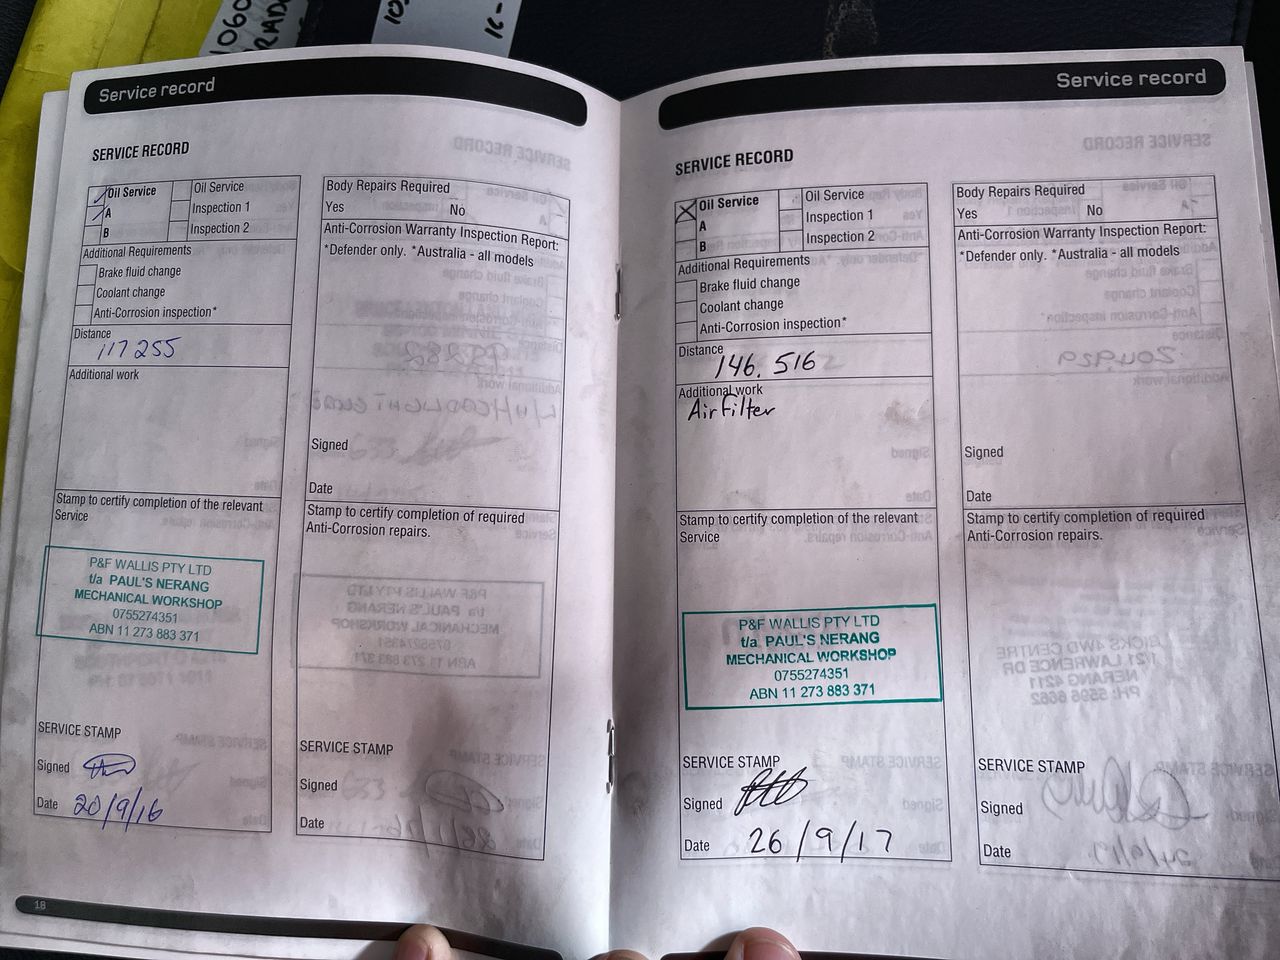 1060
Service record
SERVICE RECORD
Oil Service
A
B
Oil Service
Inspection 1
Inspection 2
Additional Requirements
Brake fluid change
Coolant change
Anti-Corrosion inspection*
Distance
117 255
Additional work
Stamp to certify completion of the relevant
Service
P&F WALLIS PTY LTD
t/a PAUL'S NERANG
MECHANICAL WORKSHOP
0755274351
ABN 11 273 883 371
SERVICE STAMP
Signed
Date 20/9/16
Body Repairs Required
Yes No
Anti-Corrosion Warranty Inspection Report:
*Defender only. *Australia - all models
Signed
Date
Stamp to certify completion of required
Anti-Corrosion repairs.
SERVICE STAMP
Signed
Date
18
Service record
SERVICE RECORD
Oil Service
A
B
Oil Service
Inspection 1
Inspection 2
Additional Requirements
Brake fluid change
Coolant change
Anti-Corrosion inspection*
Distance
146. 516
Additional work
Air Filter
Stamp to certify completion of the relevant
Service
P&F WALLIS PTY LTD
t/a PAUL'S NERANG
MECHANICAL WORKSHOP
0755274351
ABN 11 273 883 371
SERVICE STAMP
Signed
Date 26/9/17
Body Repairs Required
Yes No
Anti-Corrosion Warranty Inspection Report:
*Defender only. *Australia - all models
Signed
Date
Stamp to certify completion of required
Anti-Corrosion repairs.
SERVICE STAMP
Signed
Date